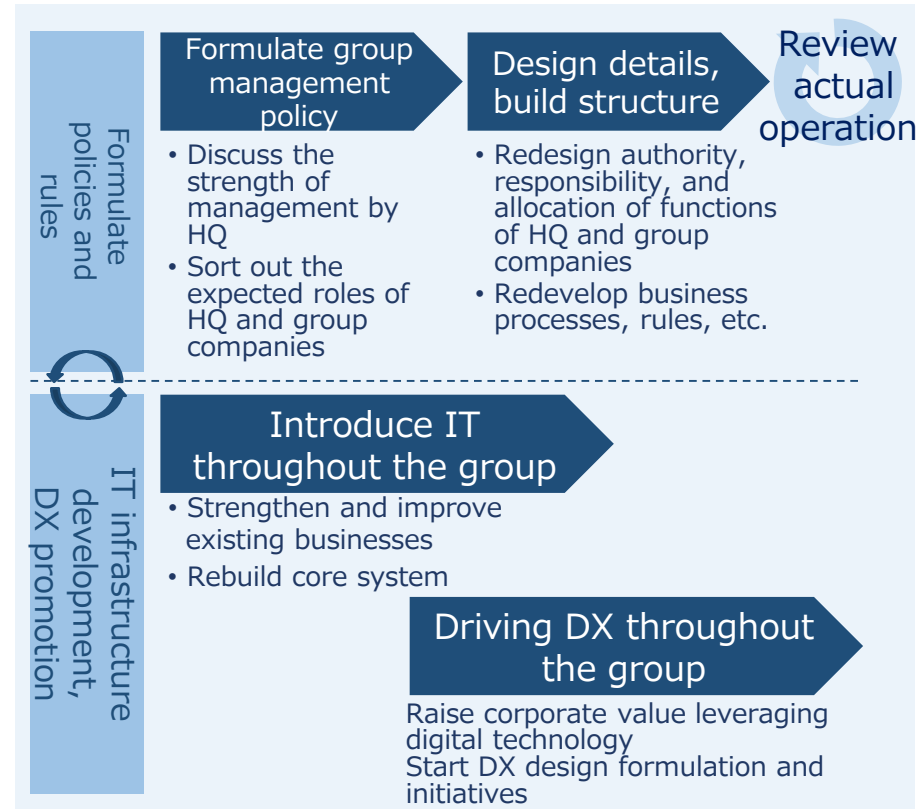 Formulate
policies and
rules
Formulate group
management
policy
• Discuss the
strength of
management by
HQ
• Sort out the
expected roles of
HQ and group
companies
Design details,
build structure
• Redesign authority,
responsibility, and
allocation of functions
of HQ and group
companies
• Redevelop business
processes, rules, etc.
Review
actual
operation
IT infrastructure
development,
DX promotion
Introduce IT
throughout the group
• Strengthen and improve
existing businesses
• Rebuild core system
Driving DX throughout
the group
Raise corporate value leveraging
digital technology
Start DX design formulation and
initiatives